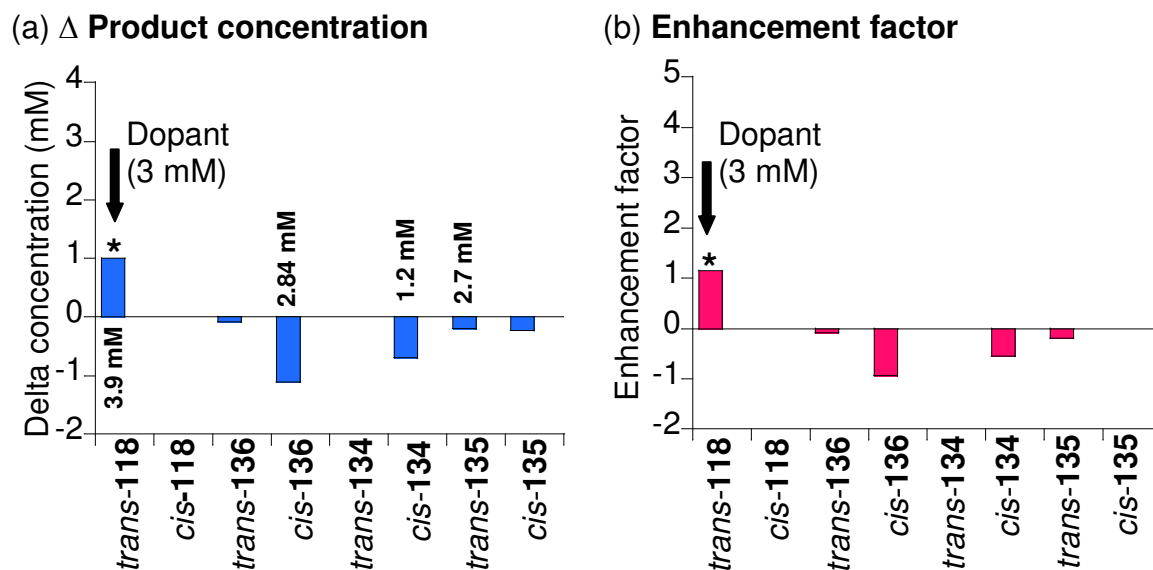 (a) Δ Product concentration
Delta concentration (mM)
4
3
2
1
0
-1
-2
Dopant
(3 mM)
*
3.9 mM
2.84 mM
1.2 mM
2.7 mM
trans-118
cis-118
trans-136
cis-136
trans-134
cis-134
trans-135
cis-135
(b) Enhancement factor
Enhancement factor
5
4
3
2
1
0
-1
-2
Dopant
(3 mM)
*
trans-118
cis-118
trans-136
cis-136
trans-134
cis-134
trans-135
cis-135